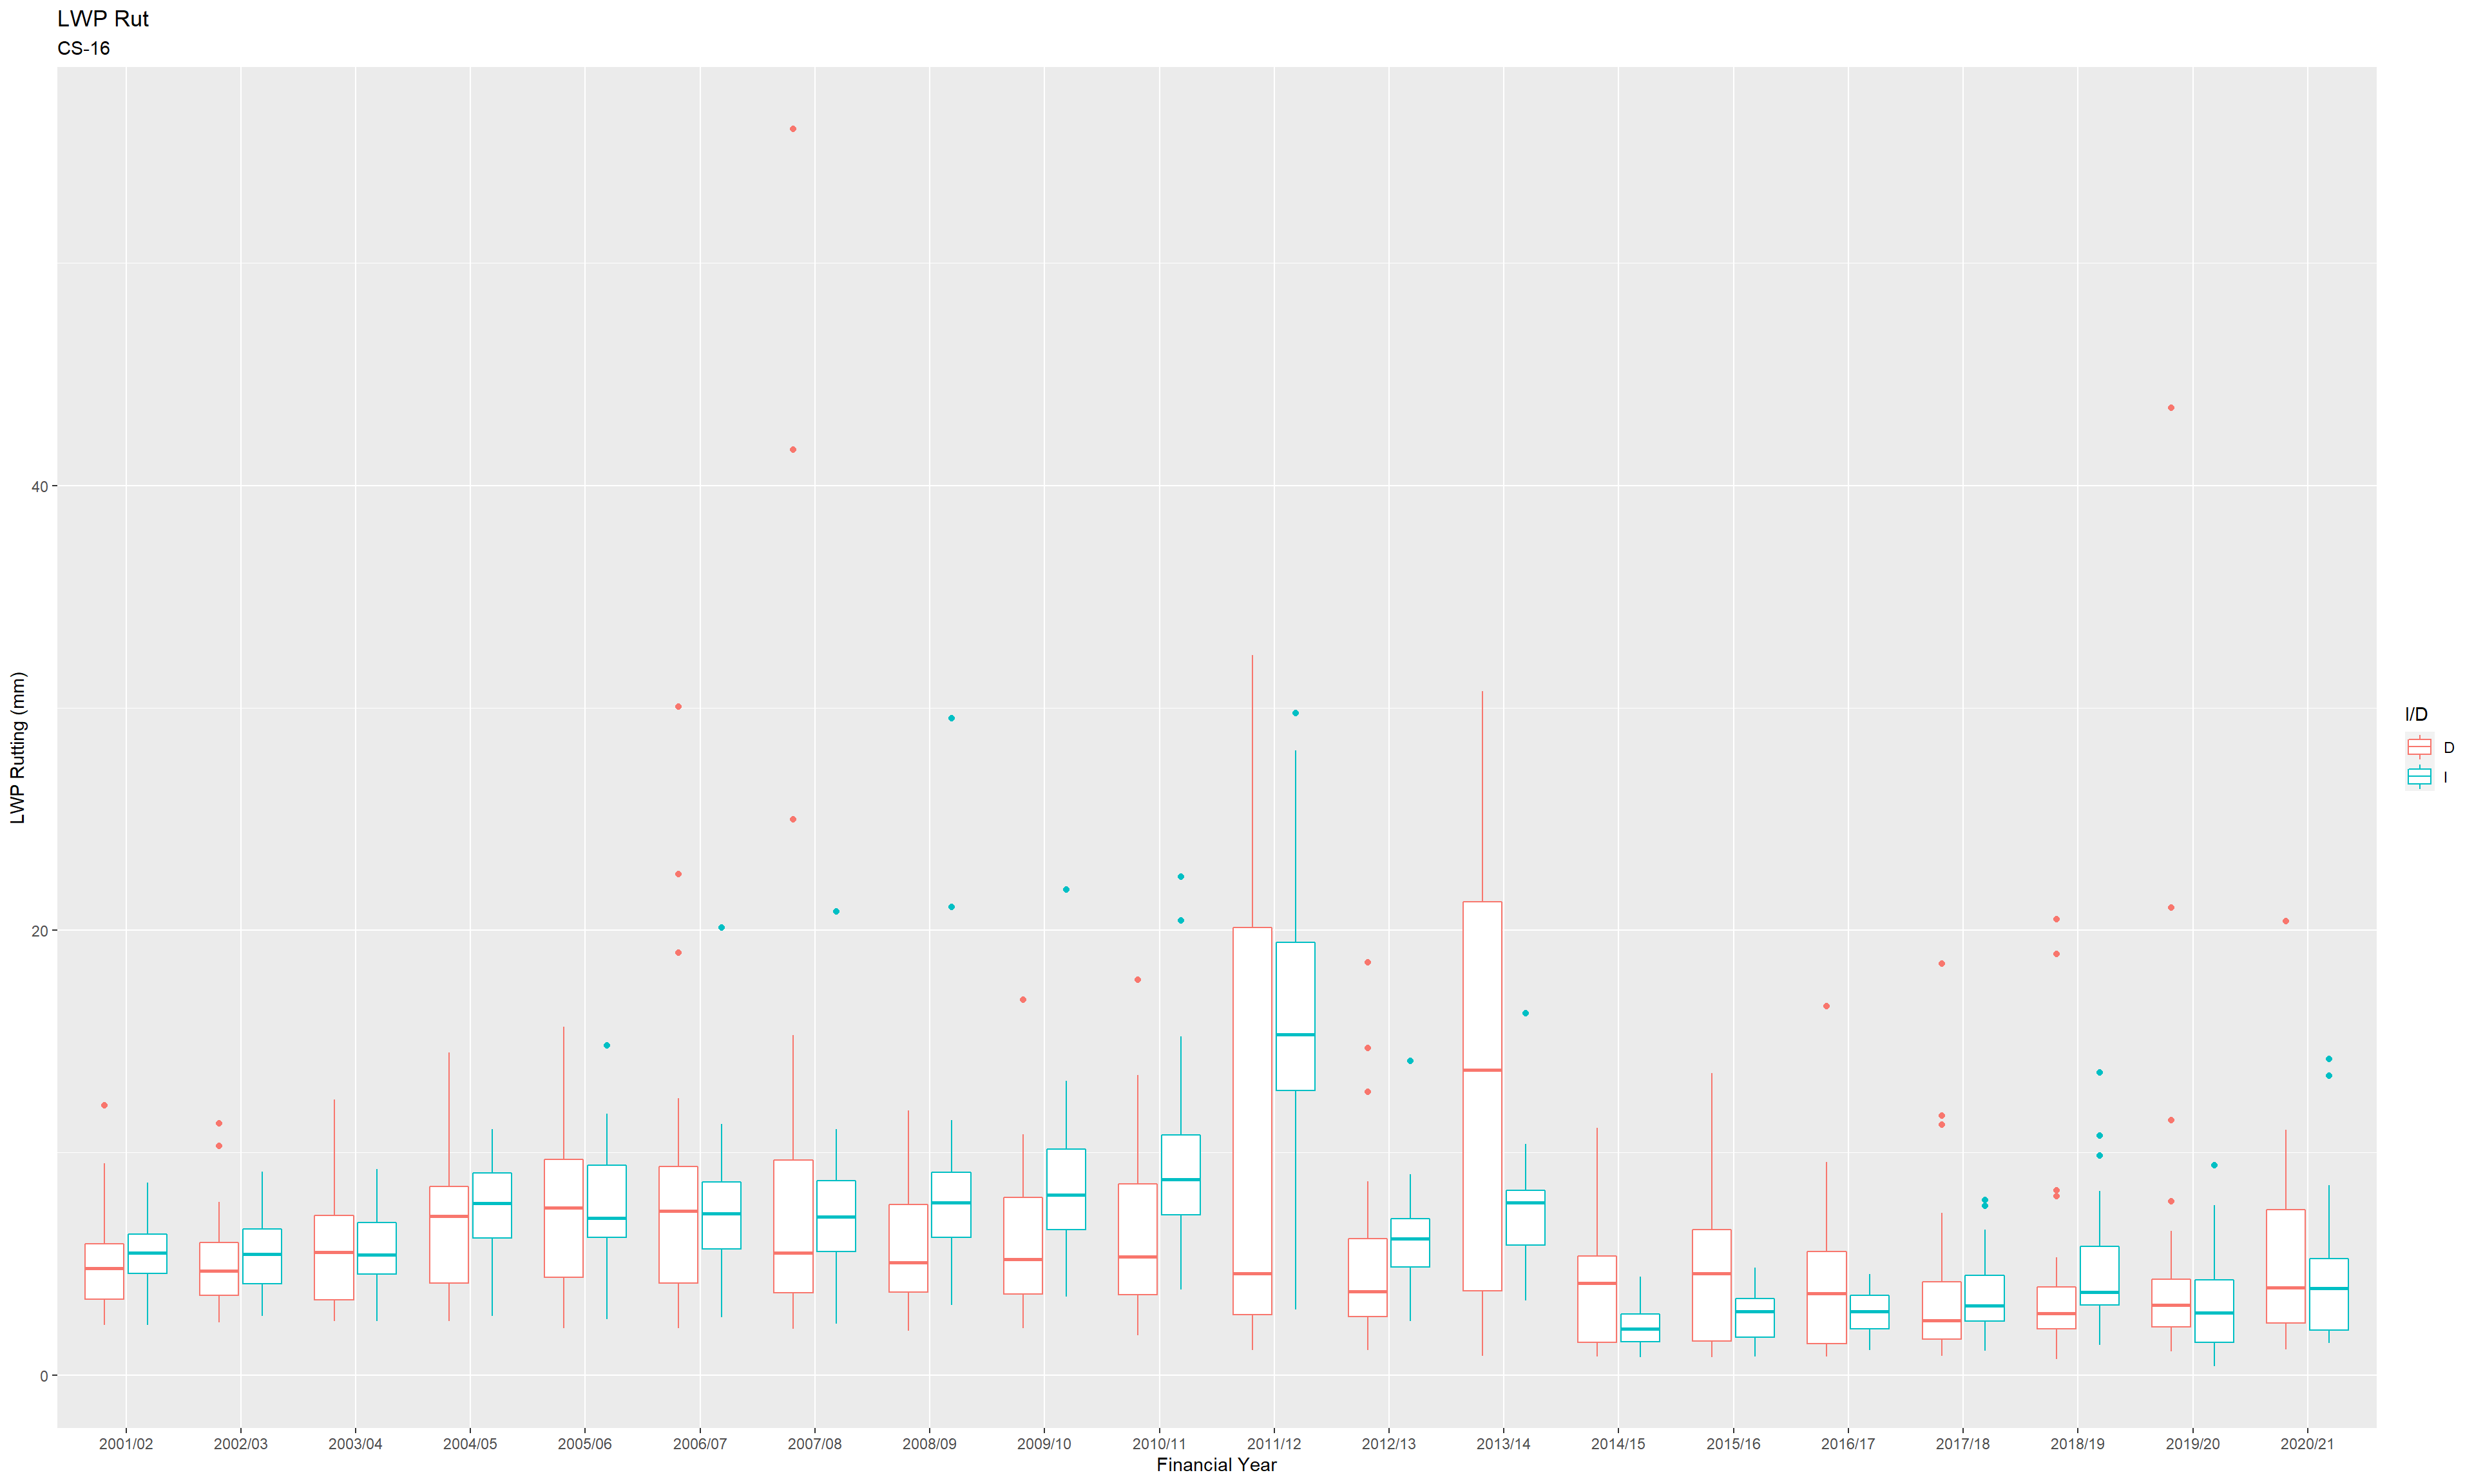 LWP Rut
CS-16
LWP Rutting (mm)
40
20
0
2001/02 2002/03 2003/04 2004/05 2005/06 2006/07 2007/08 2008/09 2009/10 2010/11 2011/12 2012/13 2013/14 2014/15 2015/16 2016/17 2017/18 2018/19 2019/20 2020/21
Financial Year
I/D
D
I